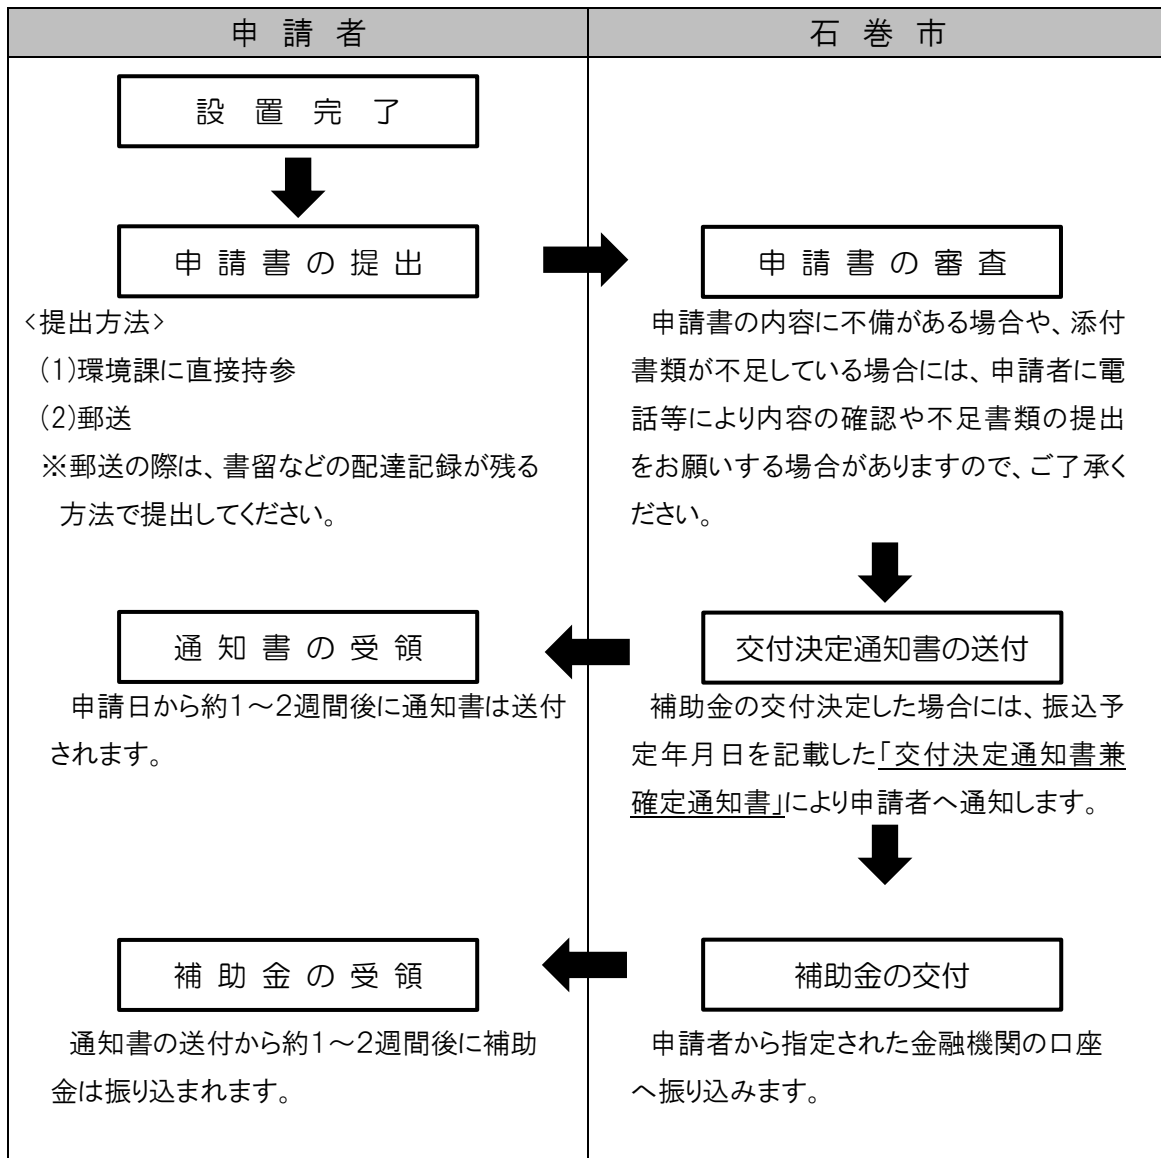 申請者
石巻市
設置完了
申請書の提出
<提出方法>
(1)環境課に直接持参
(2)郵送
※郵送の際は、書留などの配達記録が残る
方法で提出してください。
申請書の審査
申請書の内容に不備がある場合や、添付
書類が不足している場合には、申請者に電
話等により内容の確認や不足書類の提出
をお願いする場合がありますので、ご了承く
ださい。
通知書の受領
申請日から約1～2週間後に通知書は送付
されます。
交付決定通知書の送付
補助金の交付決定した場合には、振込予
定年月日を記載した「交付決定通知書兼
確定通知書」により申請者へ通知します。
補助金の受領
通知書の送付から約1～2週間後に補助
金は振り込まれます。
補助金の交付
申請者から指定された金融機関の口座
へ振り込みます。